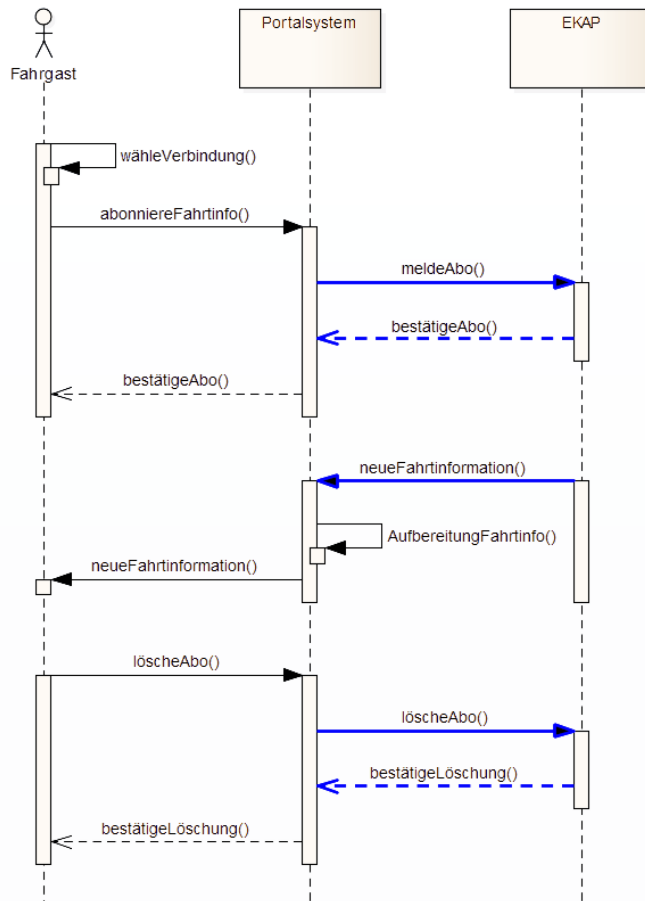 Portalsystem
EKAP
Fahrgast
wähleVerbindung()
abonniereFahrtinfo()
meldeAbo()
bestätigeAbo()
bestätigeAbo()
neueFahrtinformation()
AufbereitungFahrtinfo()
neueFahrtinformation()
löscheAbo()
löscheAbo()
bestätigeLöschung()
bestätigeLöschung()